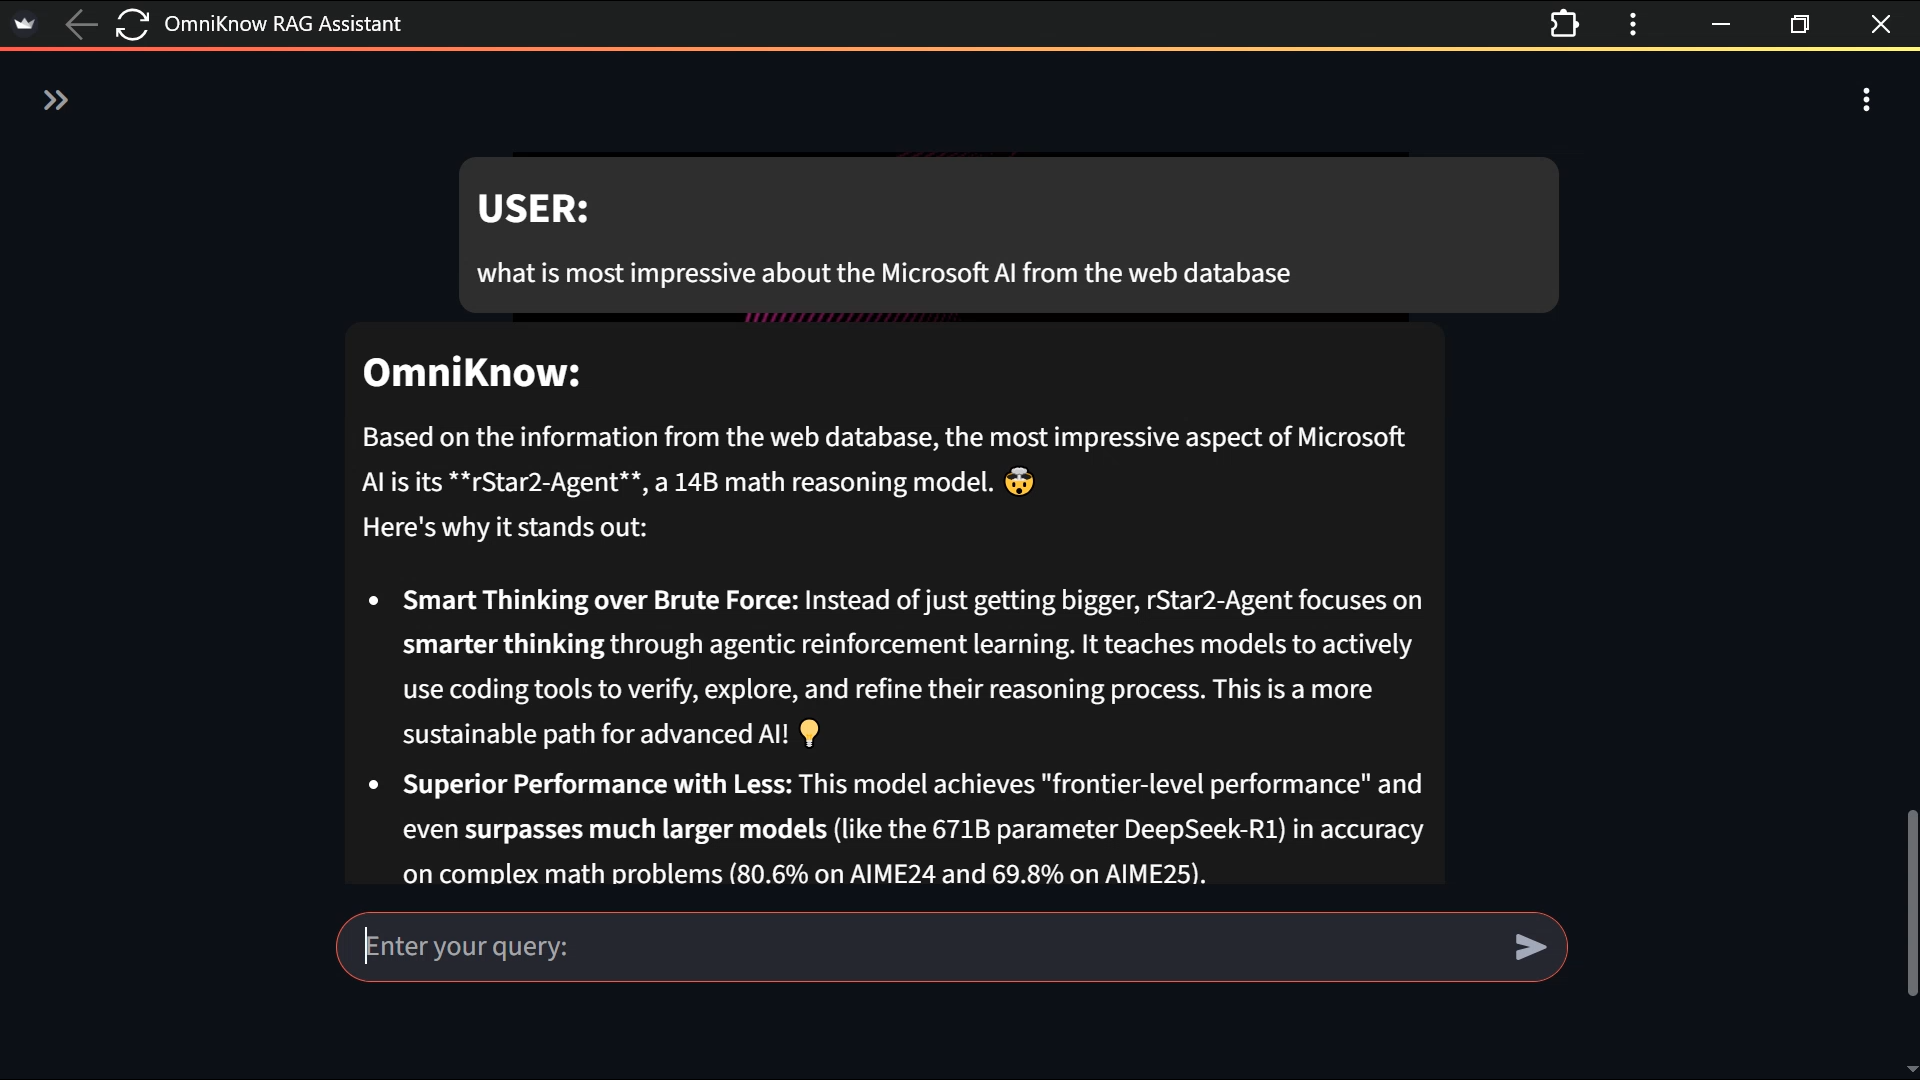 OmniKnow RAG Assistant
USER:
what is most impressive about the Microsoft AI from the web database
OmniKnow:
Based on the information from the web database, the most impressive aspect of Microsoft
AI is its **rStar2-Agent**, a 14B math reasoning model. 🤯
Here's why it stands out:
• Smart Thinking over Brute Force: Instead of just getting bigger, rStar2-Agent focuses on
smarter thinking through agentic reinforcement learning. It teaches models to actively
use coding tools to verify, explore, and refine their reasoning process. This is a more
sustainable path for advanced AI! 💡
• Superior Performance with Less: This model achieves "frontier-level performance" and
even surpasses much larger models (like the 671B parameter DeepSeek-R1) in accuracy
on complex math problems (80.6% on AIME24 and 69.8% on AIME25).
Enter your query: